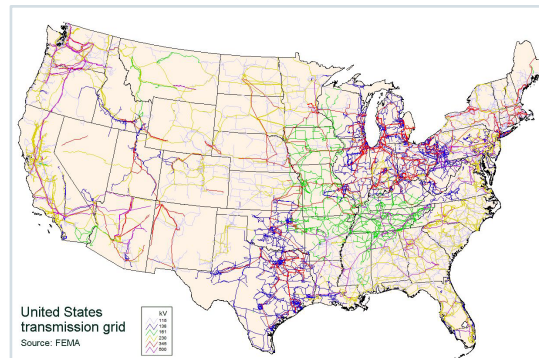 United States
transmission grid
Source: FEMA
kV
115
138
161
230
345
500